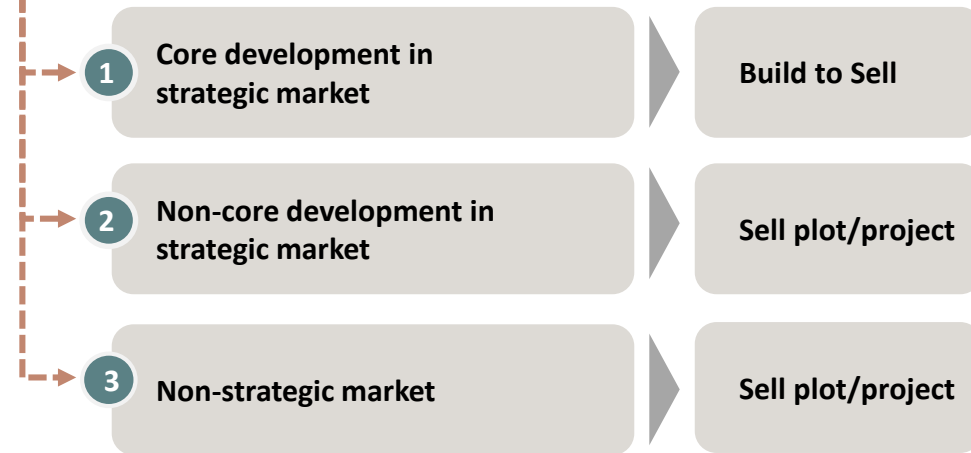 1
Core development in
strategic market
Build to Sell
2
Non-core development in
strategic market
Sell plot/project
3
Non-strategic market
Sell plot/project